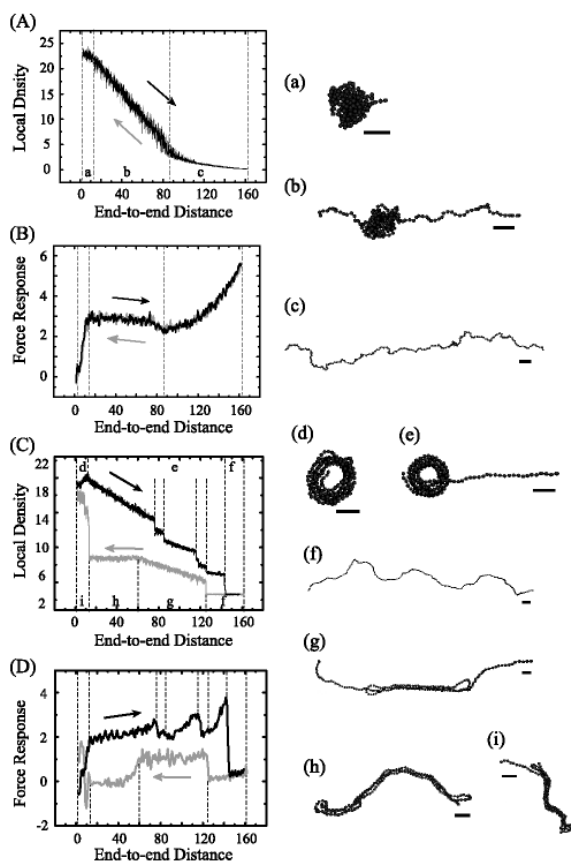 (A)
25
20
15
10
5
0
Local Dnsity
a b c
0 40 80 120 160
End-to-end Distance
(B)
6
4
2
0
Force Response
0 40 80 120 160
End-to-end Distance
(C)
22
18
14
10
6
2
Local Density
d e f
i h g f
0 40 80 120 160
End-to-end Distance
(D)
4
2
0
-2
Force Response
0 40 80 120 160
End-to-end Distance
(a)
(b)
(c)
(d) (e)
(f)
(g)
(h) (i)